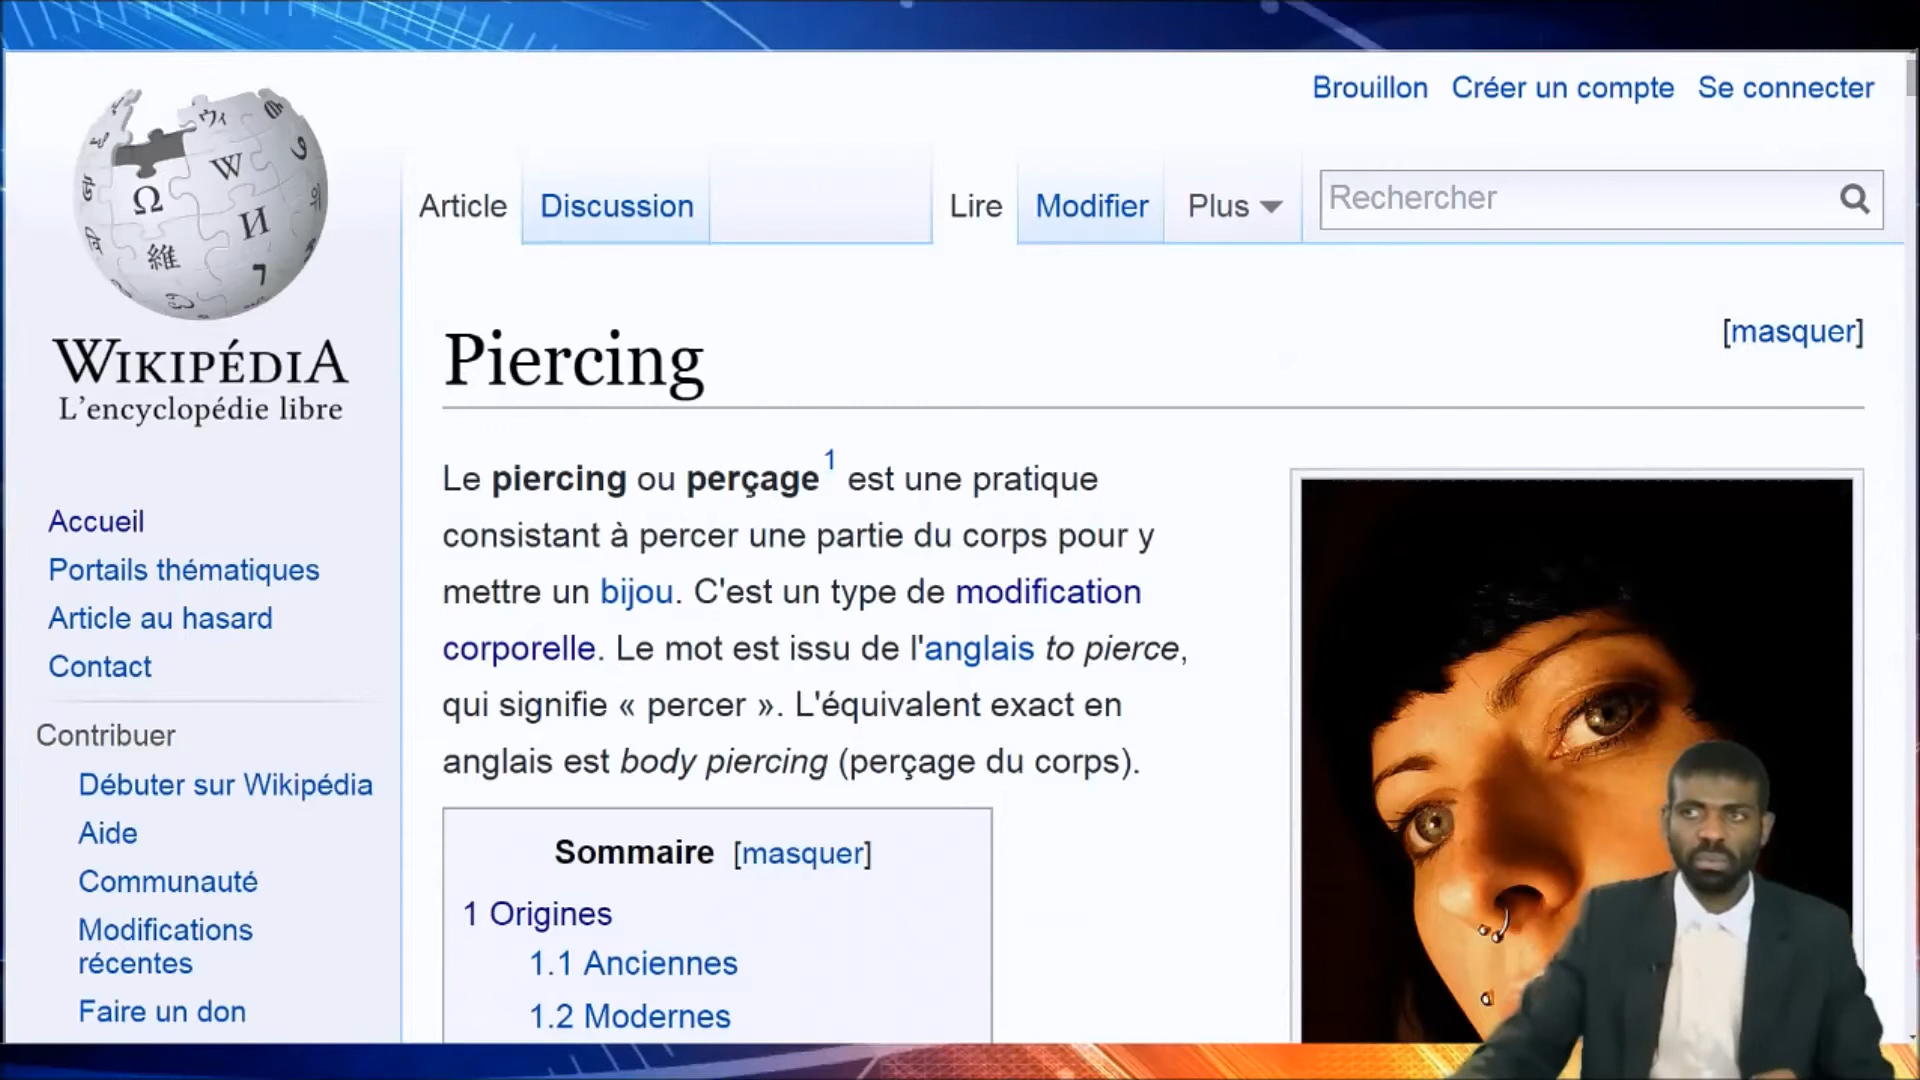 Brouillon Créer un compte Se connecter
Article Discussion Lire Modifier Plus Rechercher
WIKIPÉDIA
L'encyclopédie libre
Piercing
[masquer]
Le piercing ou perçage1 est une pratique
consistant à percer une partie du corps pour y
mettre un bijou. C'est un type de modification
corporelle. Le mot est issu de l'anglais to pierce,
qui signifie « percer ». L'équivalent exact en
anglais est body piercing (perçage du corps).
Sommaire [masquer]
1 Origines
1.1 Anciennes
1.2 Modernes
Accueil
Portails thématiques
Article au hasard
Contact
Contribuer
Débuter sur Wikipédia
Aide
Communauté
Modifications
récentes
Faire un don